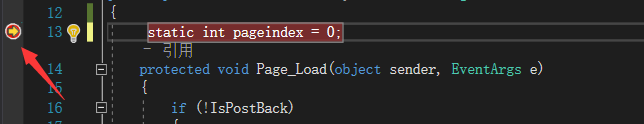 12 {
13 static int pageindex = 0;
- 引用
14 protected void Page_Load(object sender, EventArgs e)
15 {
16 if (!IsPostBack)
{